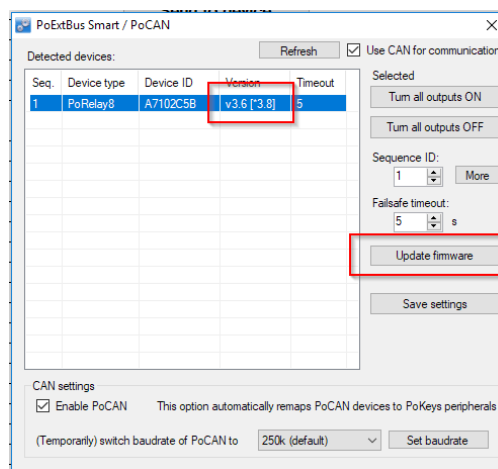 PoExtBus Smart / PoCAN
Detected devices:
Refresh
Use CAN for communication
Seq. Device type Device ID Version Timeout
1 PoRelay8 A7102C5B v3.6 [*3.8] 5
Selected
Turn all outputs ON
Turn all outputs OFF
Sequence ID:
1 More
Failsafe timeout:
5 s
Update firmware
Save settings
CAN settings
Enable PoCAN This option automatically remaps PoCAN devices to PoKeys peripherals
(Temporarily) switch baudrate of PoCAN to 250k (default) Set baudrate